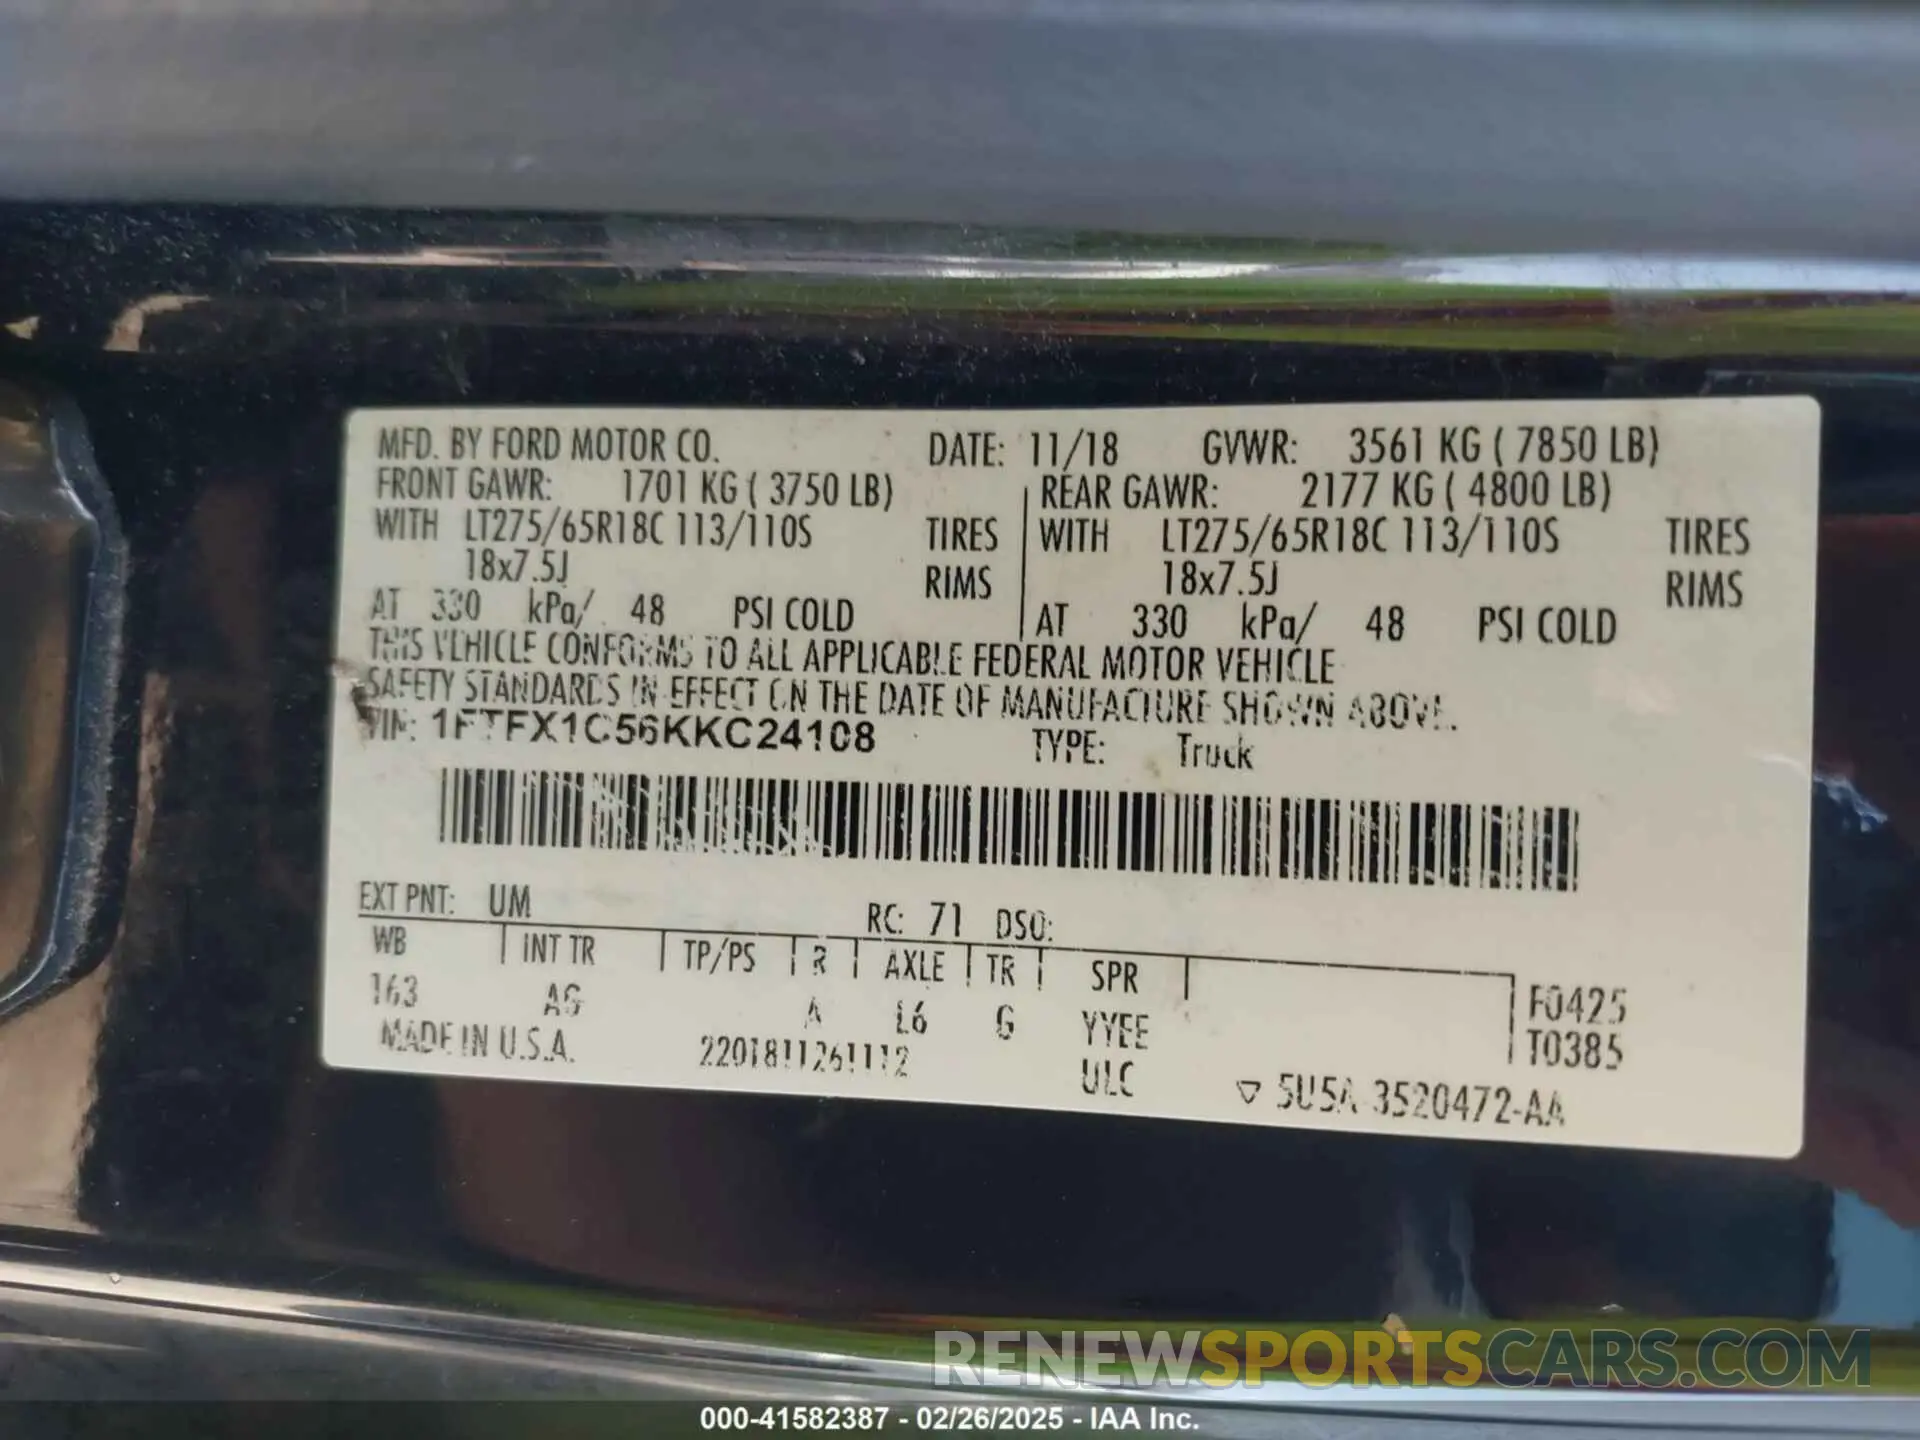 MFD. BY FORD MOTOR CO. DATE: 11/18 GVWR: 3561 KG ( 7850 LB)
FRONT GAWR: 1701 KG ( 3750 LB) REAR GAWR: 2177 KG ( 4800 LB)
WITH LT275/65R18C 113/110S TIRES WITH LT275/65R18C 113/110S TIRES
18x7.5J RIMS 18x7.5J RIMS
AT 330 kPa/ 48 PSI COLD AT 330 kPa/ 48 PSI COLD
THIS VEHICLE CONFORMS TO ALL APPLICABLE FEDERAL MOTOR VEHICLE
SAFETY STANDARDS IN EFFECT ON THE DATE OF MANUFACTURE SHOWN ABOVE.
VIN: 1FTFX1C56KKC24108 TYPE: Truck
EXT PNT: UM RC: 71 DSO:
WB INT TR TP/PS R AXLE TR SPR
163 AG A L6 G YYEE F0425
MADE IN U.S.A. 2201811261112 ULC T0385
5U5A-3520472-AA
RENEWSPORTSCARS.COM
000-41582387 - 02/26/2025 - IAA Inc.